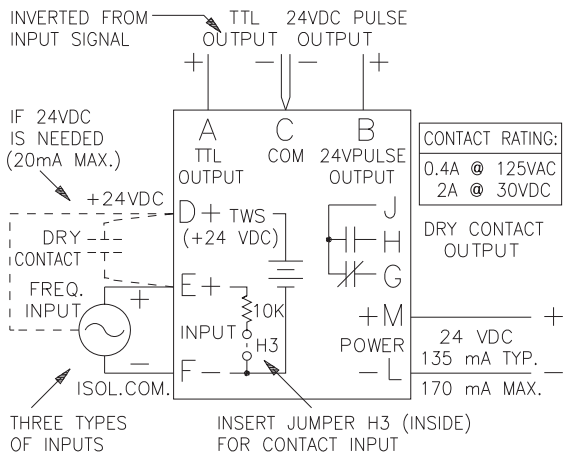 INVERTED FROM
INPUT SIGNAL
TTL
OUTPUT
24VDC PULSE
OUTPUT
+ − − +
IF 24VDC
IS NEEDED
(20mA MAX.)
A
TTL
OUTPUT
C
COM
B
24VPULSE
OUTPUT
CONTACT RATING:
0.4A @ 125VAC
2A @ 30VDC
+24VDC
D+
TWS
(+24 VDC)
J
H
G
DRY CONTACT
OUTPUT
DRY
CONTACT
FREQ.
INPUT
+
E+
10K
INPUT
H3
F−
−
ISOL.COM.
+M
POWER
−L
+
24 VDC
135 mA TYP.
170 mA MAX.
−
THREE TYPES
OF INPUTS
INSERT JUMPER H3 (INSIDE)
FOR CONTACT INPUT